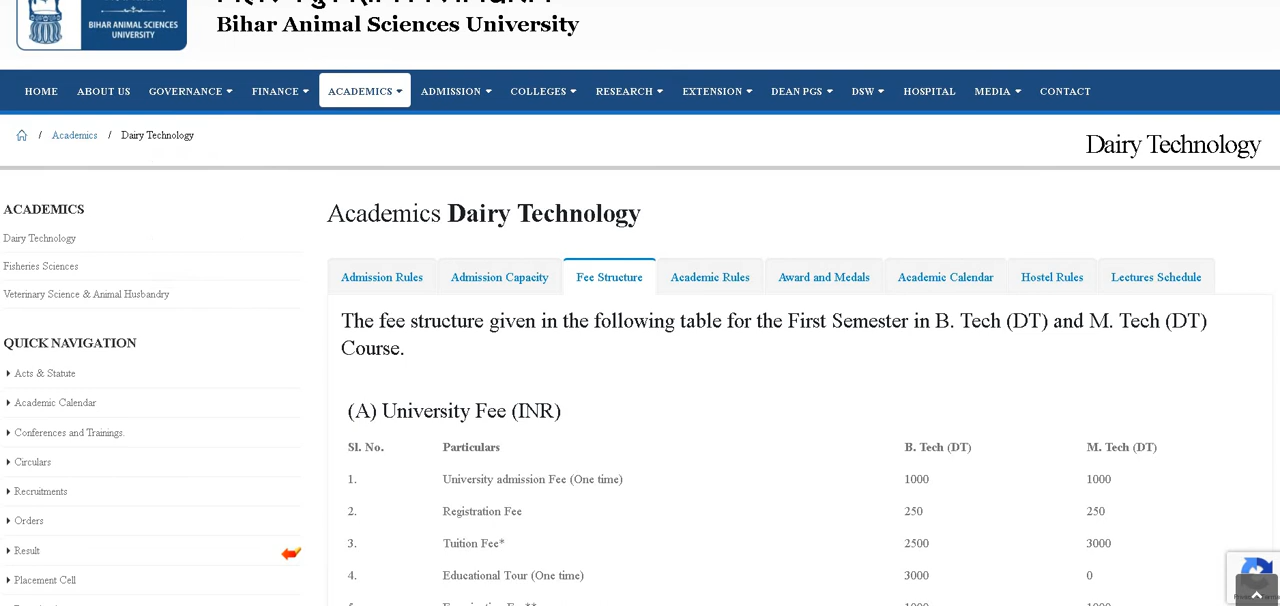 BIHAR ANIMAL SCIENCES
UNIVERSITY
Bihar Animal Sciences University
HOME ABOUT US GOVERNANCE FINANCE ACADEMICS ADMISSION COLLEGES RESEARCH EXTENSION DEAN PGS DSW HOSPITAL MEDIA CONTACT
/ Academics / Dairy Technology
Dairy Technology
ACADEMICS
Dairy Technology
Fisheries Sciences
Veterinary Science & Animal Husbandry
QUICK NAVIGATION
Acts & Statute
Academic Calendar
Conferences and Trainings.
Circulars
Recruitments
Orders
Result
Placement Cell
Academics Dairy Technology
Admission Rules Admission Capacity Fee Structure Academic Rules Award and Medals Academic Calendar Hostel Rules Lectures Schedule
The fee structure given in the following table for the First Semester in B. Tech (DT) and M. Tech (DT)
Course.
(A) University Fee (INR)
Sl. No. Particulars B. Tech (DT) M. Tech (DT)
1. University admission Fee (One time) 1000 1000
2. Registration Fee 250 250
3. Tuition Fee* 2500 3000
4. Educational Tour (One time) 3000 0